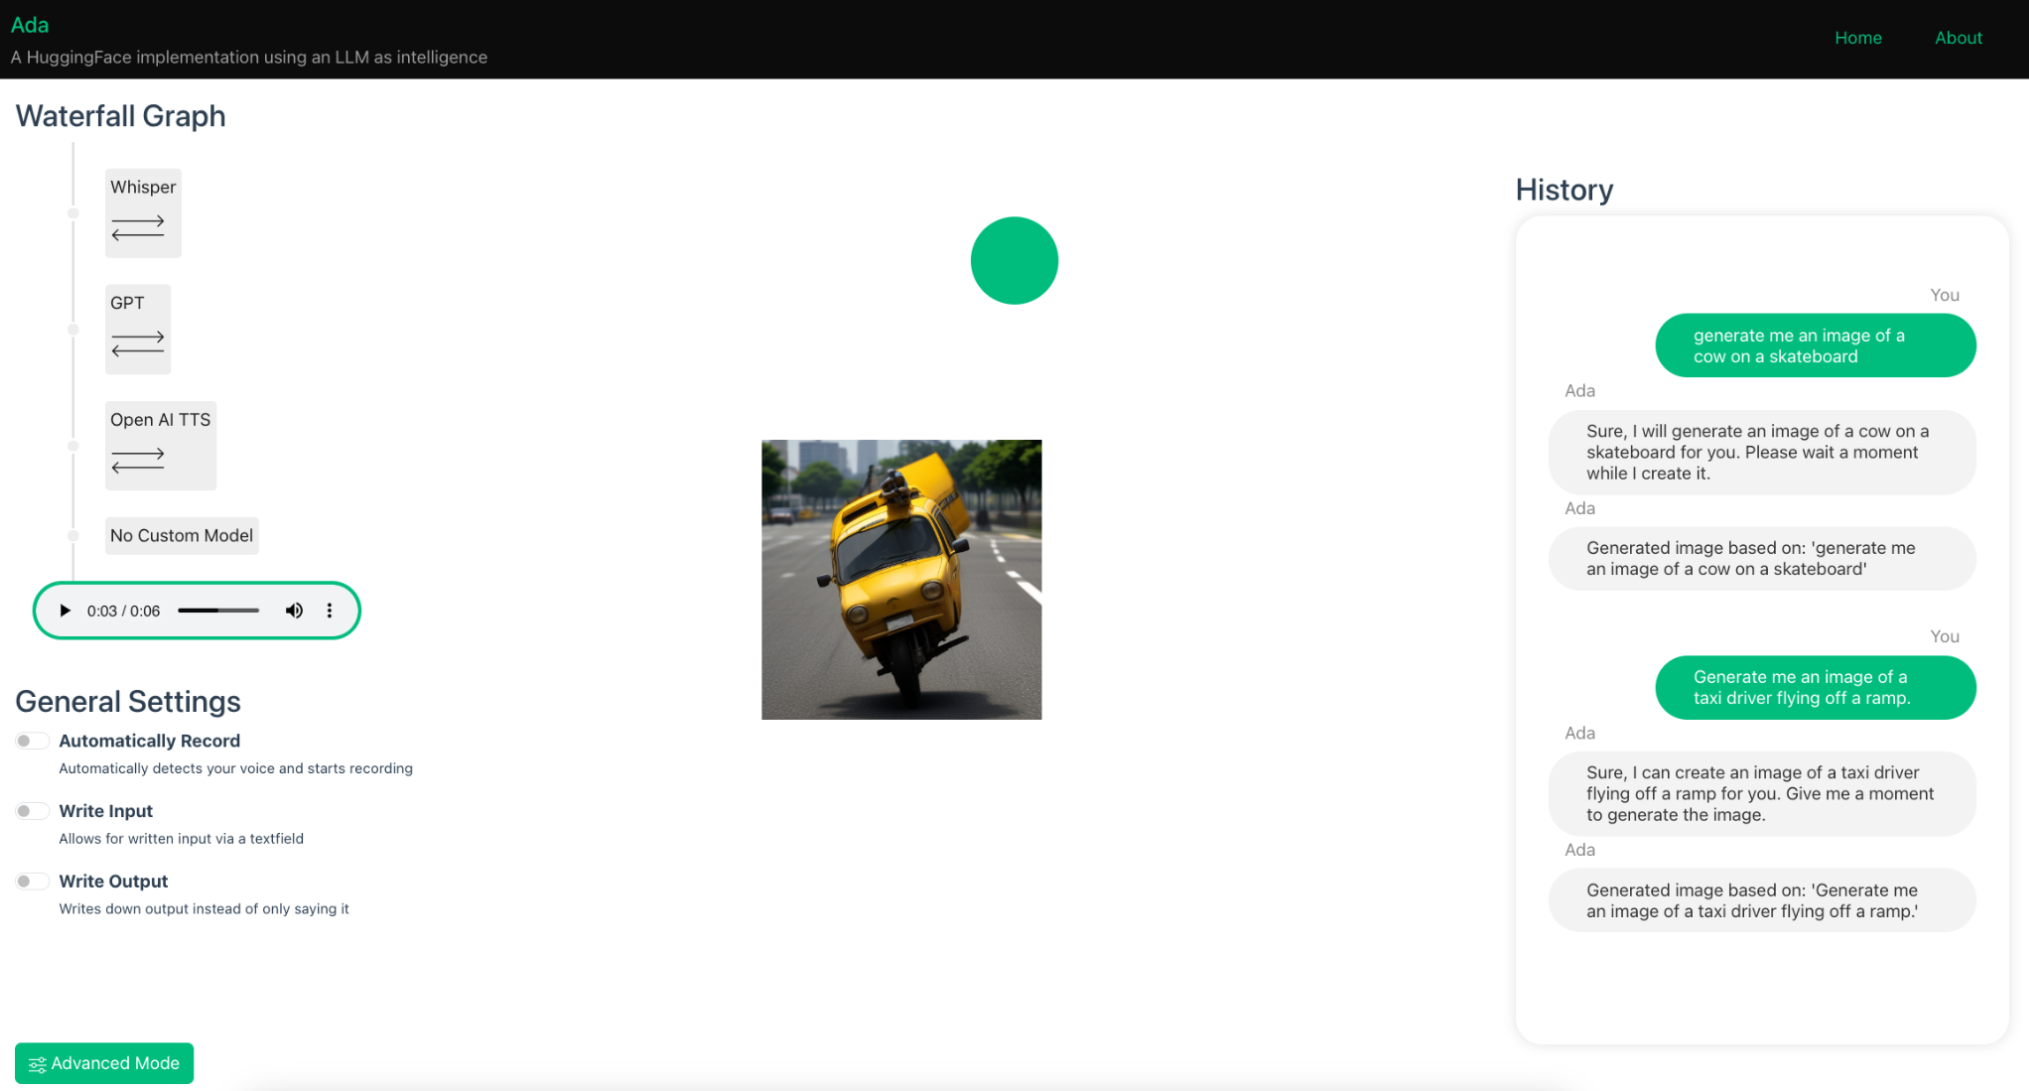 Ada
A HuggingFace implementation using an LLM as intelligence
Home
About
Waterfall Graph
Whisper
GPT
Open AI TTS
No Custom Model
0:03 / 0:06
General Settings
Automatically Record
Automatically detects your voice and starts recording
Write Input
Allows for written input via a textfield
Write Output
Writes down output instead of only saying it
Advanced Mode
History
You
generate me an image of a
cow on a skateboard
Ada
Sure, I will generate an image of a cow on a
skateboard for you. Please wait a moment
while I create it.
Ada
Generated image based on: 'generate me
an image of a cow on a skateboard'
You
Generate me an image of a
taxi driver flying off a ramp.
Ada
Sure, I can create an image of a taxi driver
flying off a ramp for you. Give me a moment
to generate the image.
Ada
Generated image based on: 'Generate me
an image of a taxi driver flying off a ramp.'